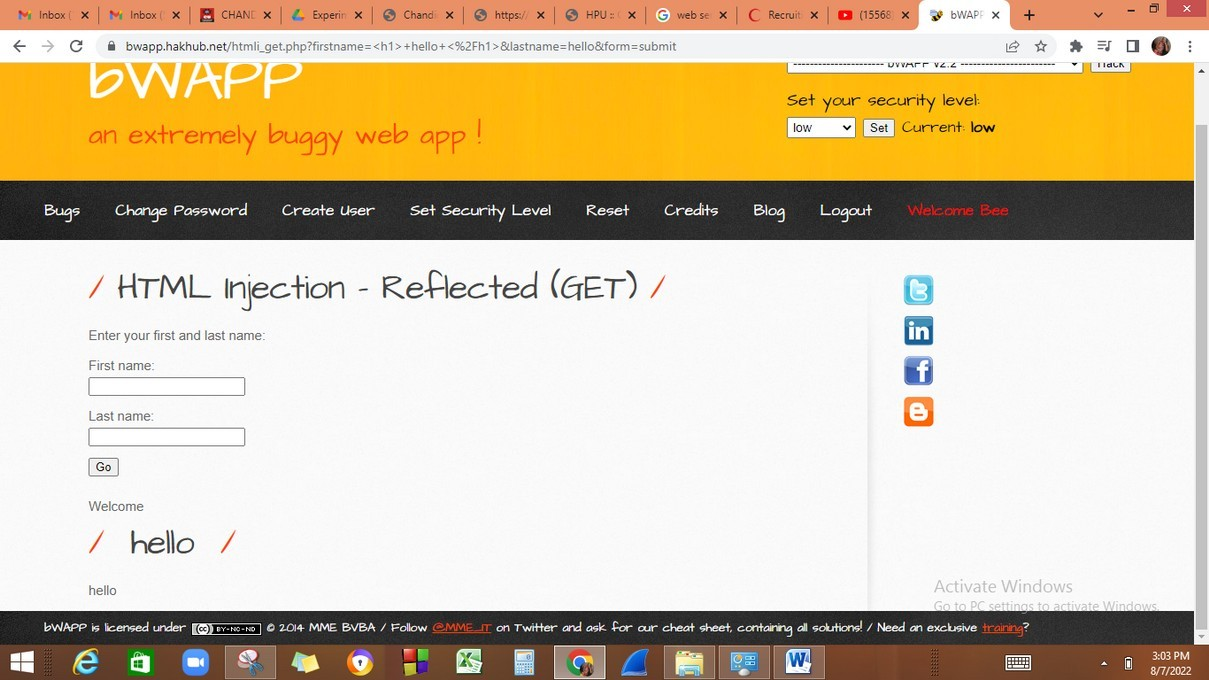 Inbox (
Inbox (
CHAND
Experim
Chandi
https:/
HPU ::
web se
Recruit
(15568)
bWAPP
bwapp.hakhub.net/htmli_get.php?firstname=<h1>+hello+<%2Fh1>&lastname=hello&form=submit
bWAPP
an extremely buggy web app !
---------------------- bWAPP v2.2 ----------------------
Hack
Set your security level:
low
Set
Current: low
Bugs
Change Password
Create User
Set Security Level
Reset
Credits
Blog
Logout
Welcome Bee
/ HTML Injection - Reflected (GET) /
Enter your first and last name:
First name:
Last name:
Go
Welcome
/ hello /
hello
Activate Windows
Go to PC settings to activate Windows.
bWAPP is licensed under (cc) BY-NC-ND © 2014 MME BVBA / Follow @MME_IT on Twitter and ask for our cheat sheet, containing all solutions! / Need an exclusive training?
3:03 PM
8/7/2022